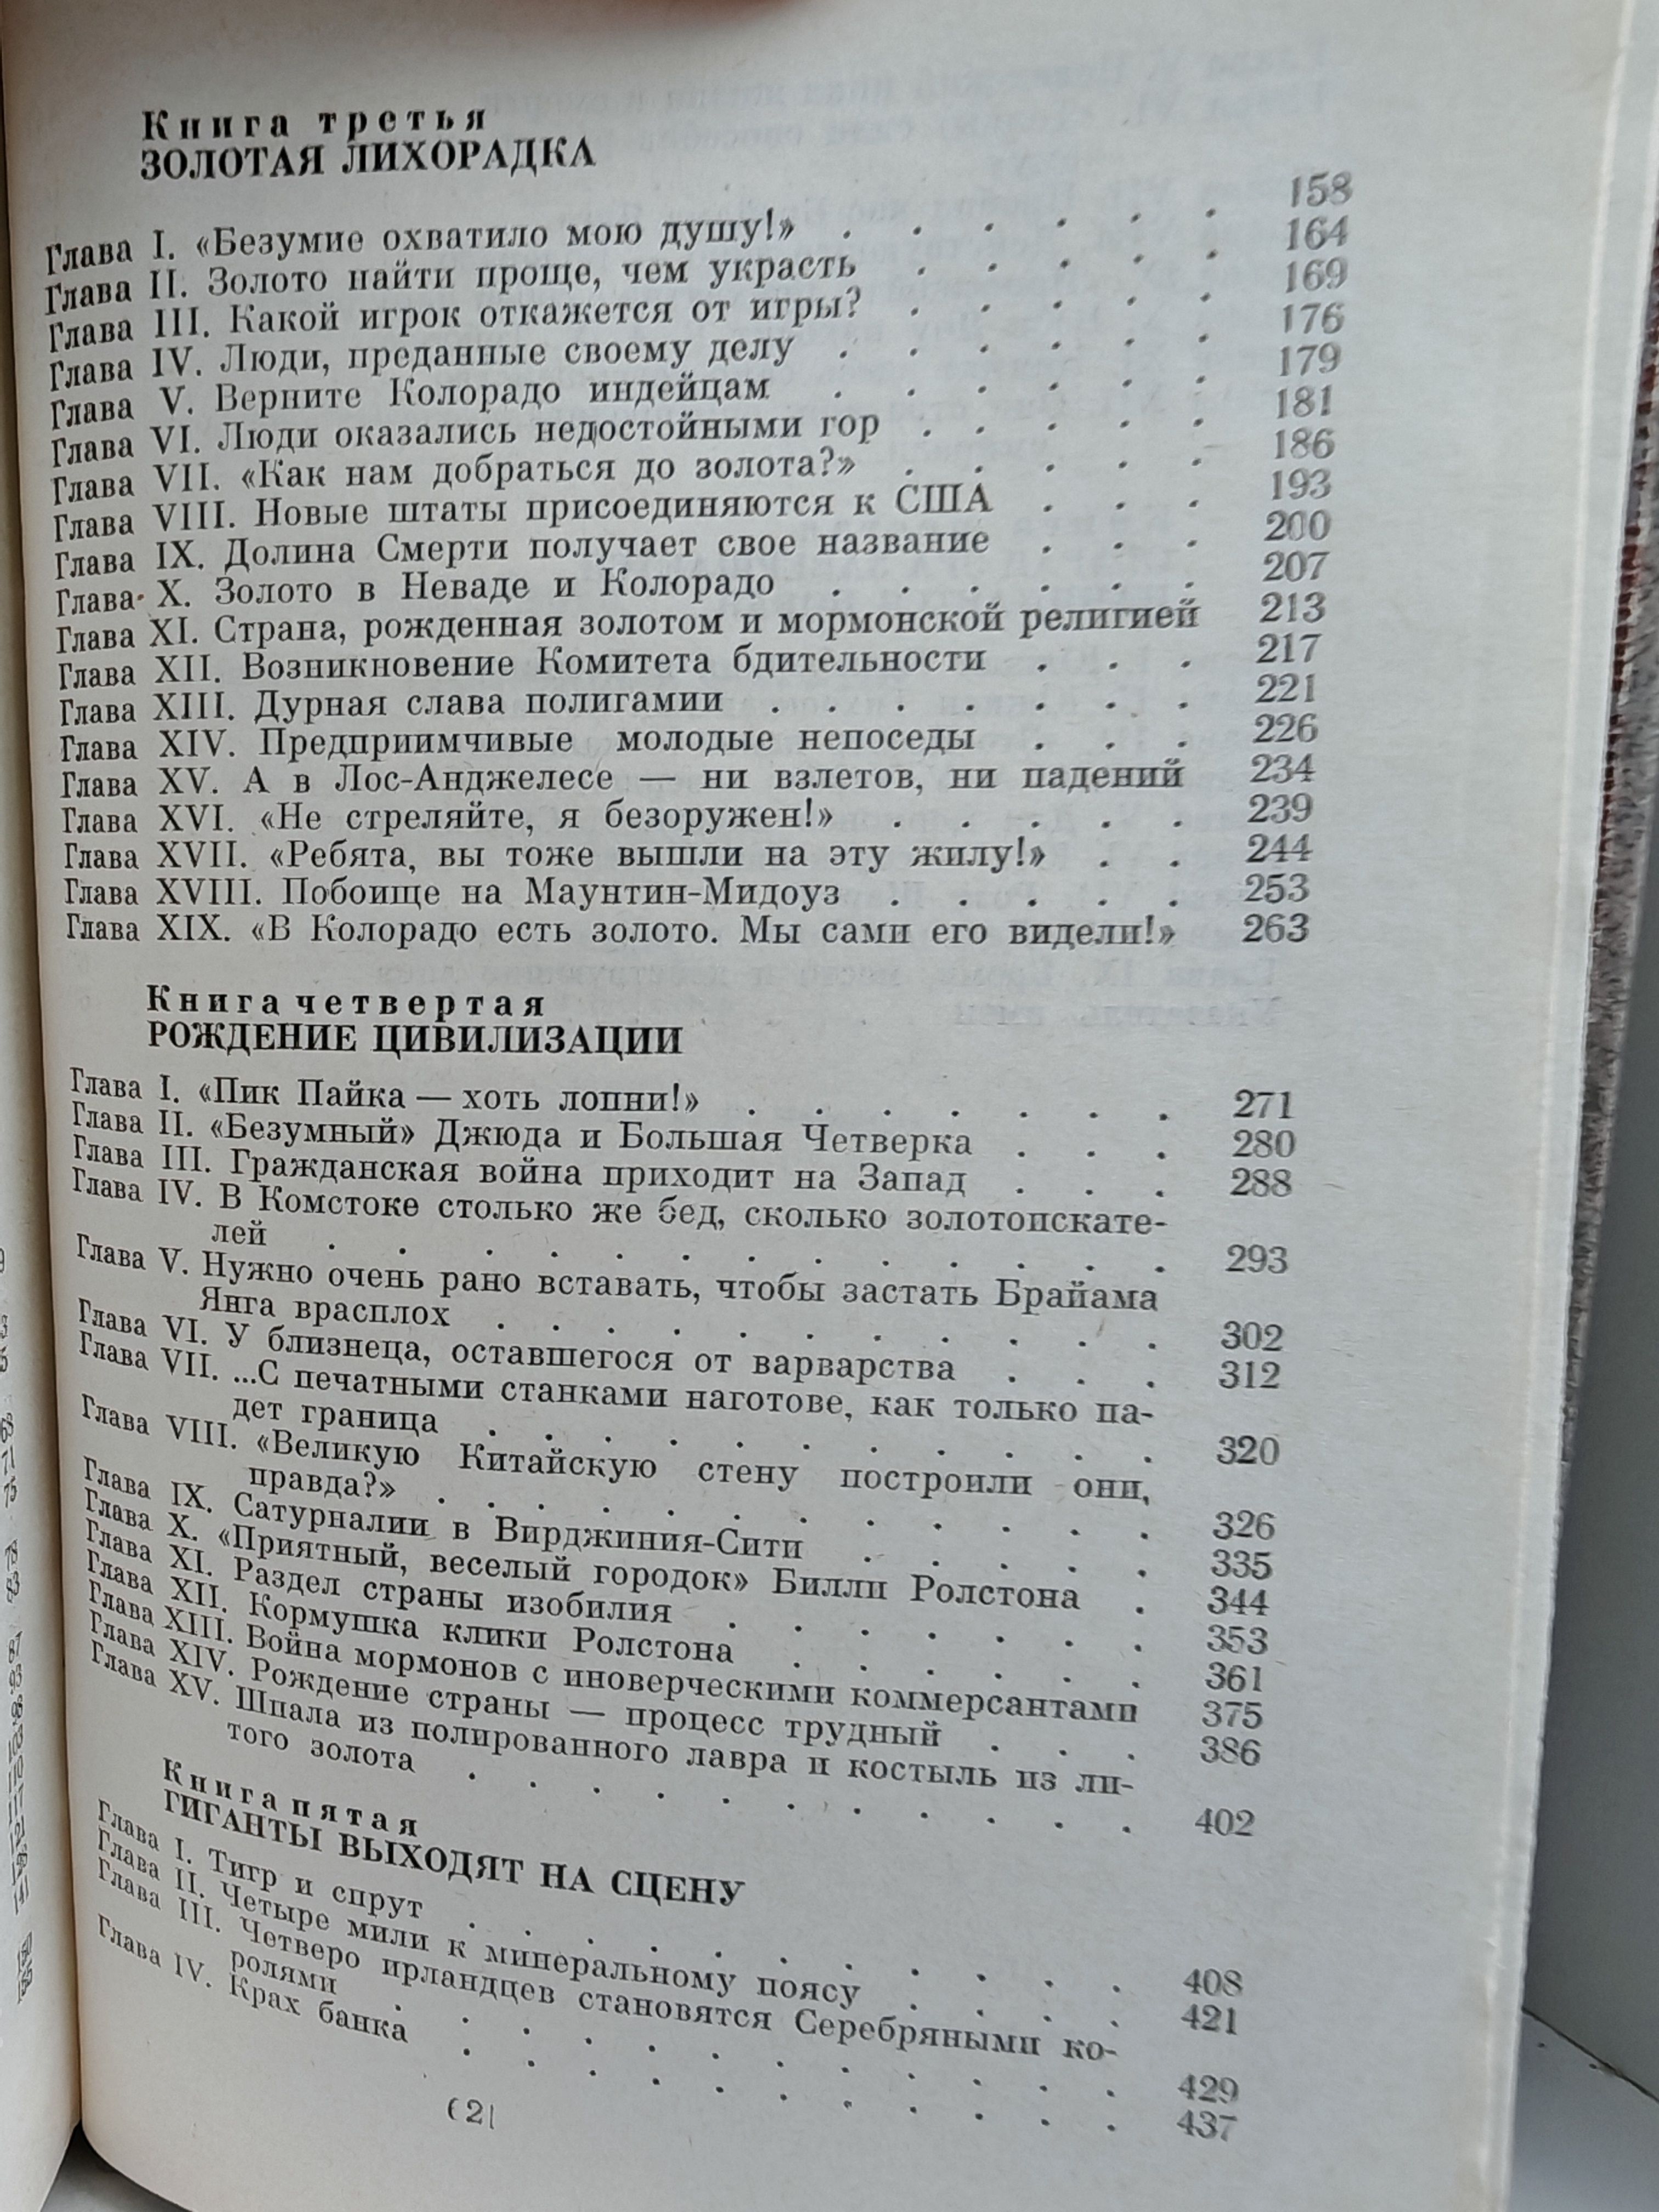 Книга третья
ЗОЛОТАЯ ЛИХОРАДКА
Глава I. «Безумие охватило мою душу!» . . . . . . 158
Глава II. Золото найти проще, чем украсть . . . . . 164
Глава III. Какой игрок откажется от игры? . . . . . 169
Глава IV. Люди, преданные своему делу . . . . . . 176
Глава V. Верните Колорадо индейцам . . . . . . 179
Глава VI. Люди оказались недостойными гор . . . . . 181
Глава VII. «Как нам добраться до золота?» . . . . . 186
Глава VIII. Новые штаты присоединяются к США . . . 193
Глава IX. Долина Смерти получает свое название . . . 200
Глава X. Золото в Неваде и Колорадо . . . . . . 207
Глава XI. Страна, рожденная золотом и мормонской религией 213
Глава XII. Возникновение Комитета бдительности . . . 217
Глава XIII. Дурная слава полигамии . . . . . . . 221
Глава XIV. Предприимчивые молодые непоседы . . . 226
Глава XV. А в Лос-Анджелесе — ни взлетов, ни падений 234
Глава XVI. «Не стреляйте, я безоружен!» . . . . . 239
Глава XVII. «Ребята, вы тоже вышли на эту жилу!» . . 244
Глава XVIII. Побоище на Маунтин-Мидоуз . . . . . 253
Глава XIX. «В Колорадо есть золото. Мы сами его видели!» 263
Книга четвертая
РОЖДЕНИЕ ЦИВИЛИЗАЦИИ
Глава I. «Пик Пайка — хоть лопни!» . . . . . . . 271
Глава II. «Безумный» Джюда и Большая Четверка . . . 280
Глава III. Гражданская война приходит на Запад . . . 288
Глава IV. В Комстоке столько же бед, сколько золотоискате-
лей . . . . . . . . . . . . . 293
Глава V. Нужно очень рано вставать, чтобы застать Брайама
Янга врасплох . . . . . . . . . . . 302
Глава VI. У близнеца, оставшегося от варварства . . . 312
Глава VII. ...С печатными станками наготове, как только па-
дет граница . . . . . . . . . . . 320
Глава VIII. «Великую Китайскую стену построили они,
правда?» . . . . . . . . . . . 326
Глава IX. Сатурналии в Вирджиния-Сити . . . . . 335
Глава X. «Приятный, веселый городок» Билли Ролстона . 344
Глава XI. Раздел страны изобилия . . . . . . . 353
Глава XII. Кормушка клики Ролстона . . . . . . 361
Глава XIII. Война мормонов с иноверческими коммерсантами 375
Глава XIV. Рождение страны — процесс трудный . . . 386
Глава XV. Шпала из полированного лавра и костыль из ли-
того золота . . . . . . . . . . . 402
Книга пятая
ГИГАНТЫ ВЫХОДЯТ НА СЦЕНУ
Глава I. Тигр и спрут . . . . . . . . . . . 408
Глава II. Четыре мили к минеральному поясу . . . . 421
Глава III. Четверо ирландцев становятся Серебряными ко-
ролями . . . . . . . . . . . . 429
Глава IV. Крах банка . . . . . . . . . . . 437